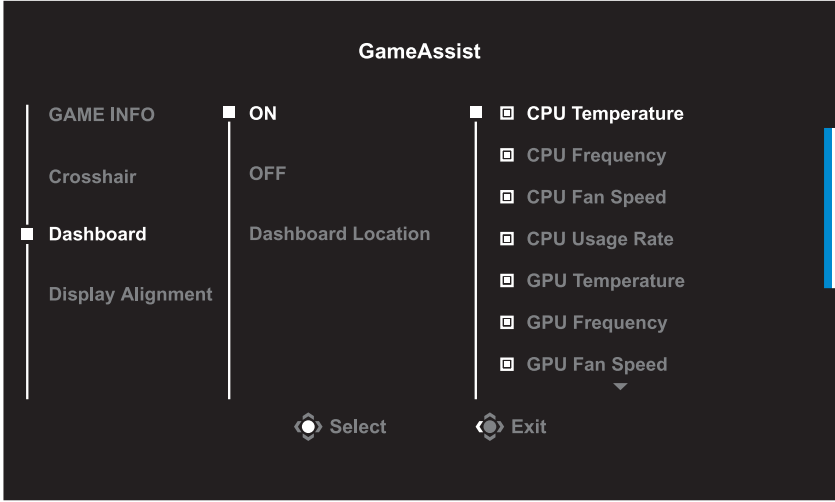 GameAssist
GAME INFO
Crosshair
Dashboard
Display Alignment
ON
OFF
Dashboard Location
CPU Temperature
CPU Frequency
CPU Fan Speed
CPU Usage Rate
GPU Temperature
GPU Frequency
GPU Fan Speed
Select
Exit